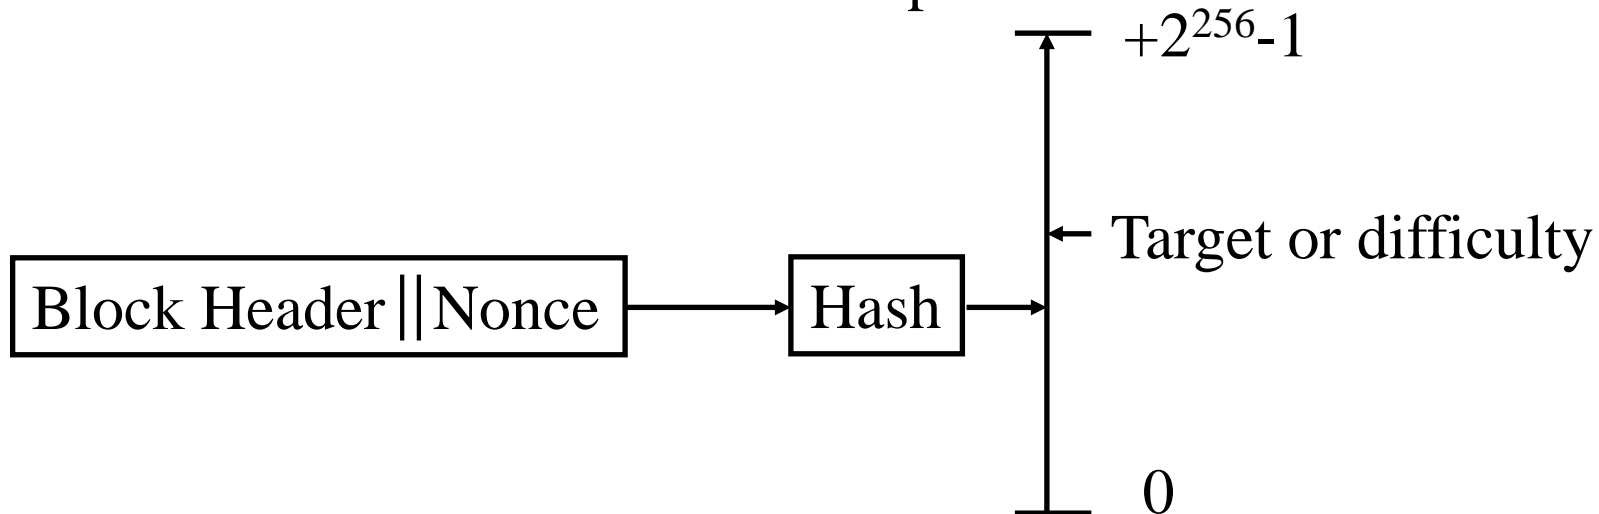 +2²⁵⁶-1
Target or difficulty
Block Header||Nonce
Hash
0